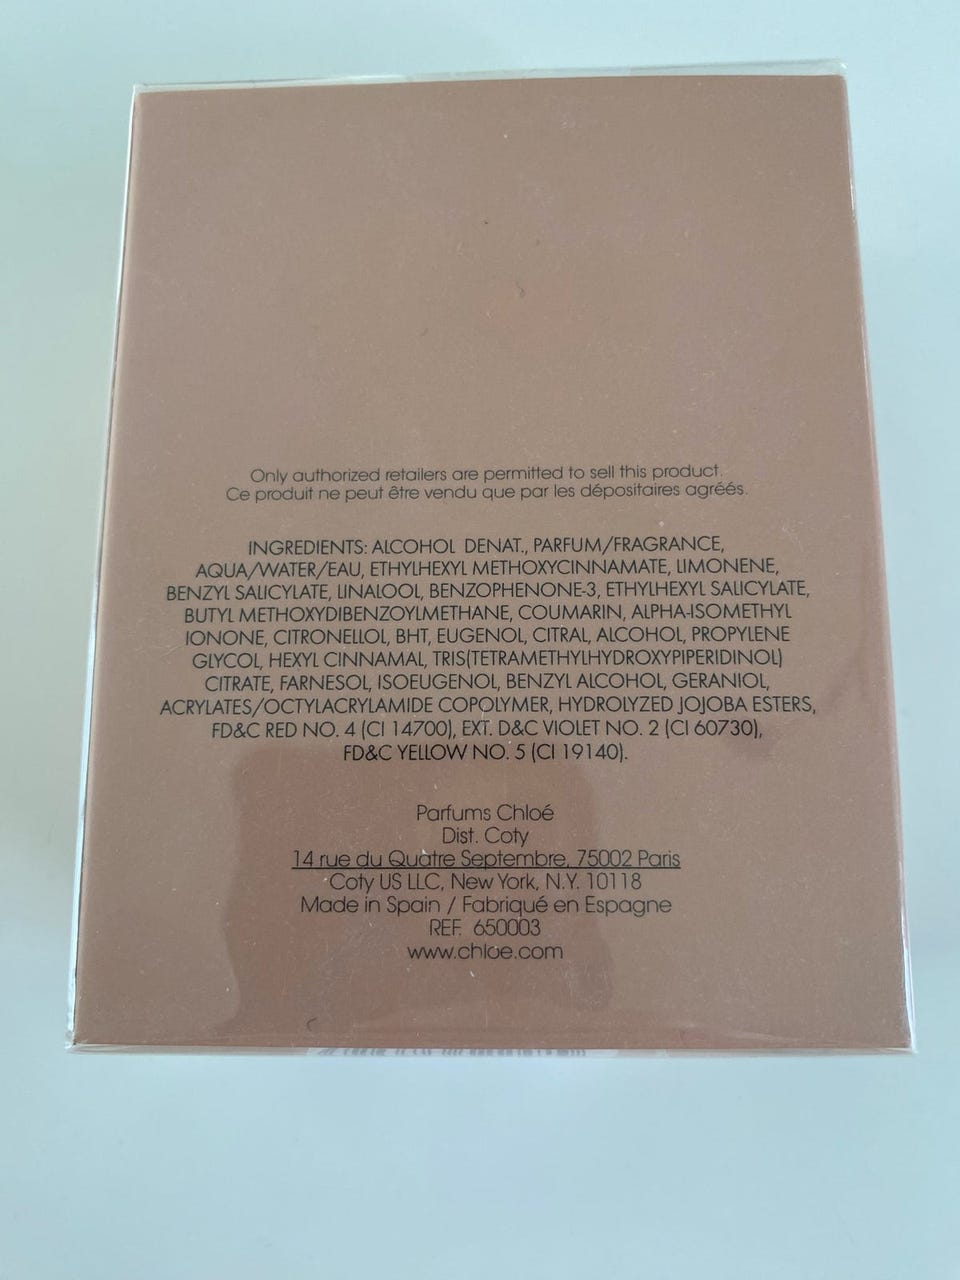 Only authorized retailers are permitted to sell this product.
Ce produit ne peut être vendu que par les dépositaires agréés.
INGREDIENTS: ALCOHOL DENAT., PARFUM/FRAGRANCE,
AQUA/WATER/EAU, ETHYLHEXYL METHOXYCINNAMATE, LIMONENE,
BENZYL SALICYLATE, LINALOOL, BENZOPHENONE-3, ETHYLHEXYL SALICYLATE,
BUTYL METHOXYDIBENZOYLMETHANE, COUMARIN, ALPHA-ISOMETHYL
IONONE, CITRONELLOL, BHT, EUGENOL, CITRAL, ALCOHOL, PROPYLENE
GLYCOL, HEXYL CINNAMAL, TRIS(TETRAMETHYLHYDROXYPIPERIDINOL)
CITRATE, FARNESOL, ISOEUGENOL, BENZYL ALCOHOL, GERANIOL,
ACRYLATES/OCTYLACRYLAMIDE COPOLYMER, HYDROLYZED JOJOBA ESTERS,
FD&C RED NO. 4 (CI 14700), EXT. D&C VIOLET NO. 2 (CI 60730),
FD&C YELLOW NO. 5 (CI 19140).
Parfums Chloé
Dist. Coty
14 rue du Quatre Septembre, 75002 Paris
Coty US LLC, New York, N.Y. 10118
Made in Spain / Fabriqué en Espagne
REF. 650003
www.chloe.com